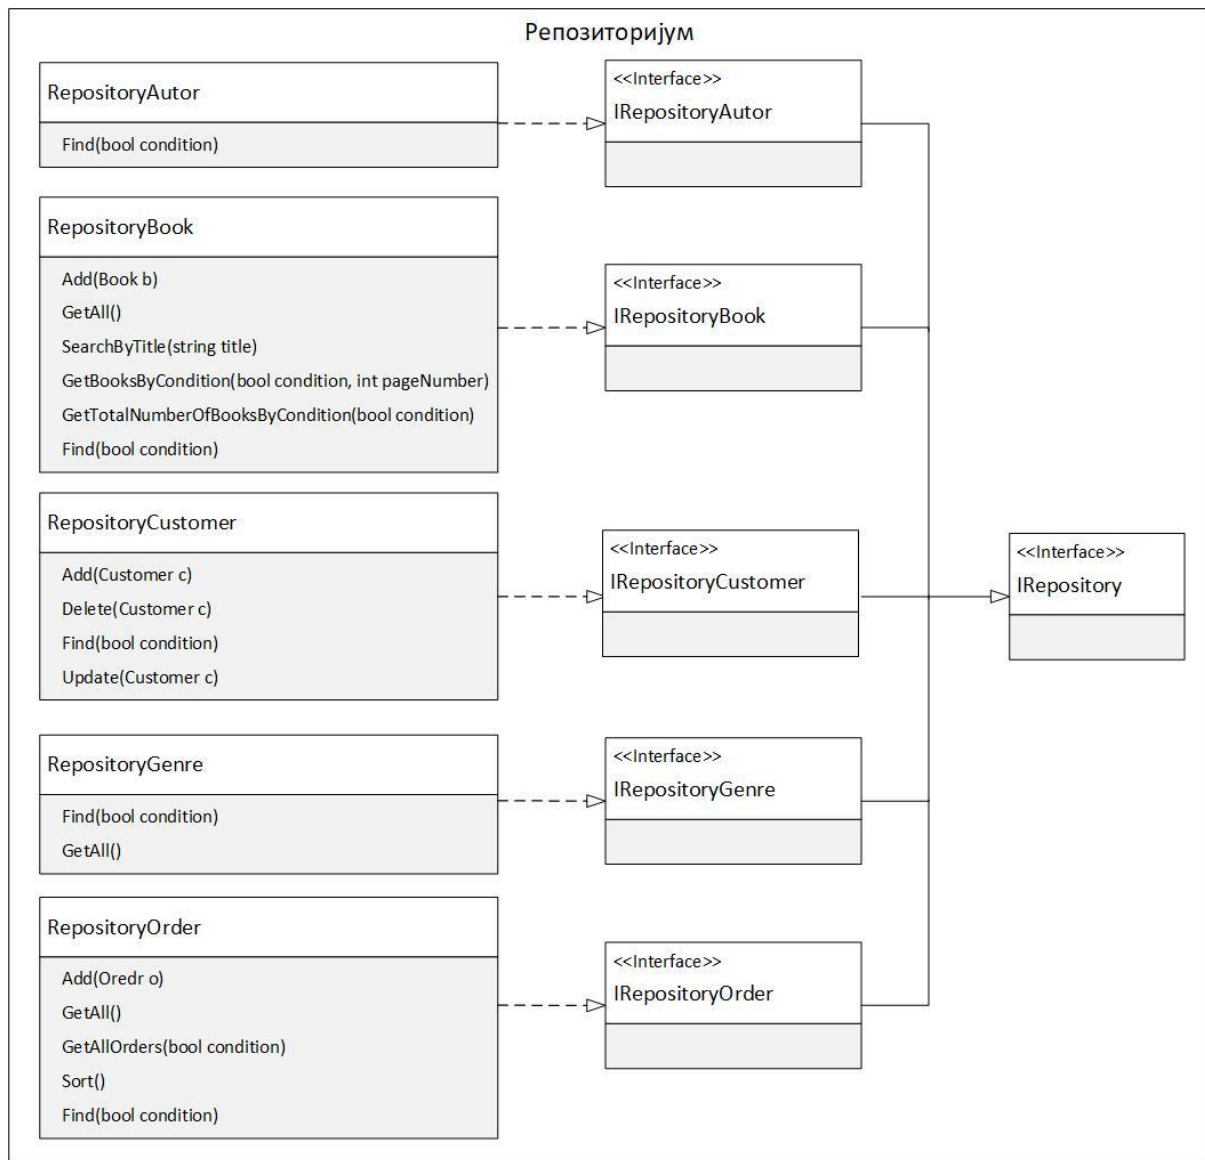 Репозиторијум
RepositoryAutor
Find(bool condition)
<<Interface>>
IRepositoryAutor
RepositoryBook
Add(Book b)
GetAll()
SearchByTitle(string title)
GetBooksByCondition(bool condition, int pageNumber)
GetTotalNumberOfBooksByCondition(bool condition)
Find(bool condition)
<<Interface>>
IRepositoryBook
RepositoryCustomer
Add(Customer c)
Delete(Customer c)
Find(bool condition)
Update(Customer c)
<<Interface>>
IRepositoryCustomer
<<Interface>>
IRepository
RepositoryGenre
Find(bool condition)
GetAll()
<<Interface>>
IRepositoryGenre
RepositoryOrder
Add(Oredr o)
GetAll()
GetAllOrders(bool condition)
Sort()
Find(bool condition)
<<Interface>>
IRepositoryOrder